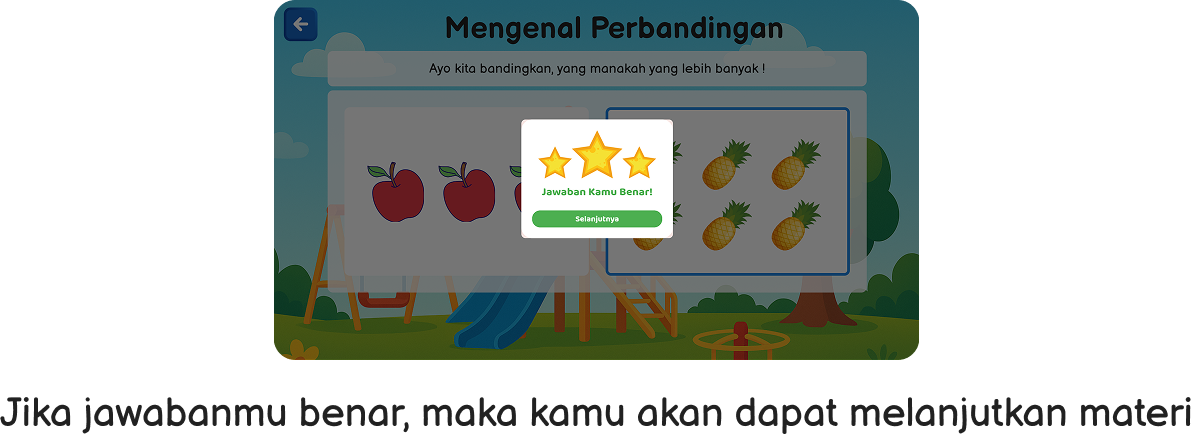 Mengenal Perbandingan
Ayo kita bandingkan, yang manakah yang lebih banyak !
Jawaban Kamu Benar!
Selanjutnya
Jika jawabanmu benar, maka kamu akan dapat melanjutkan materi